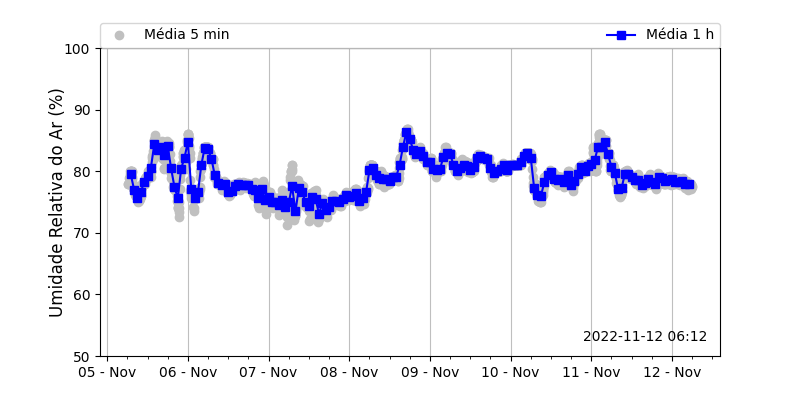 Média 5 min
Média 1 h
Umidade Relativa do Ar (%)
100
90
80
70
60
50
2022-11-12 06:12
05 - Nov
06 - Nov
07 - Nov
08 - Nov
09 - Nov
10 - Nov
11 - Nov
12 - Nov